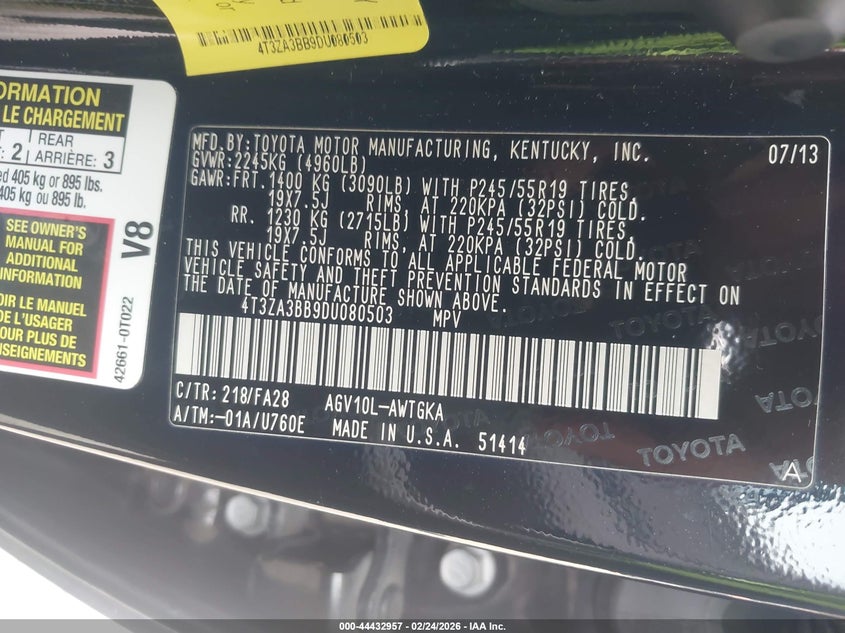 4T3ZA3BB9DU080503
ORMATION
LE CHARGEMENT
2
REAR
ARRIÈRE: 3
ed 405 kg or 895 lbs.
405 kg ou 895 lb.
SEE OWNER'S
MANUAL FOR
ADDITIONAL
INFORMATION
OIR LE MANUEL
DE L'USAGER
POUR PLUS DE
ENSEIGNEMENTS
V8
42661-0T022
MFD.BY:TOYOTA MOTOR MANUFACTURING, KENTUCKY, INC. 07/13
GVWR:2245KG (4960LB)
GAWR:FRT.1400 KG (3090LB) WITH P245/55R19 TIRES,
19X7.5J RIMS, AT 220KPA (32PSI) COLD.
RR. 1230 KG (2715LB) WITH P245/55R19 TIRES,
19X7.5J RIMS, AT 220KPA (32PSI) COLD.
THIS VEHICLE CONFORMS TO ALL APPLICABLE FEDERAL MOTOR
VEHICLE SAFETY AND THEFT PREVENTION STANDARDS IN EFFECT ON
THE DATE OF MANUFACTURE SHOWN ABOVE.
4T3ZA3BB9DU080503 MPV
C/TR: 218/FA28 AGV10L-AWTGKA
A/TM:-01A/U760E MADE IN U.S.A. 51414
TOYOTA
A
000-44432957 - 02/24/2026 - IAA Inc.